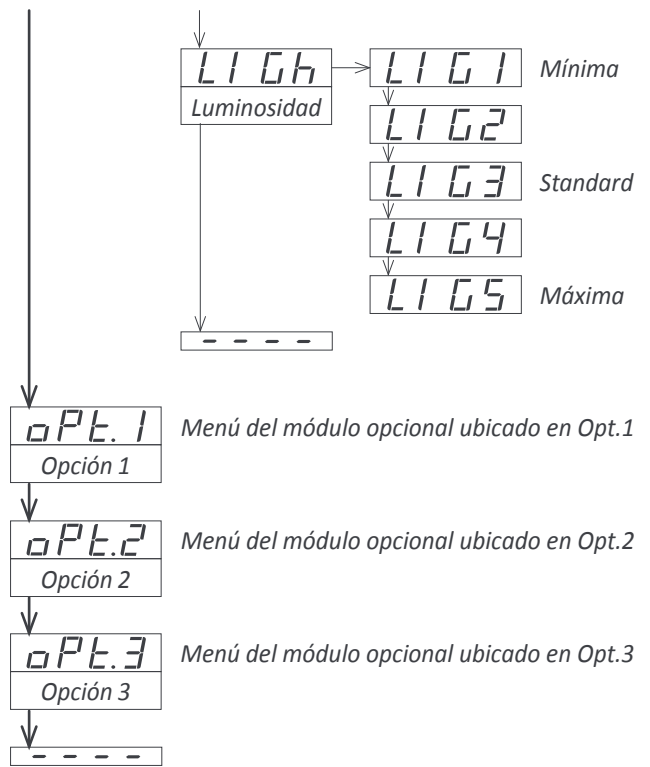 LIGh LIG1 Mínima
Luminosidad
LIG2
LIG3 Standard
LIG4
LIG5 Máxima
- - - -
oPt.1 Menú del módulo opcional ubicado en Opt.1
Opción 1
oPt.2 Menú del módulo opcional ubicado en Opt.2
Opción 2
oPt.3 Menú del módulo opcional ubicado en Opt.3
Opción 3
- - - -